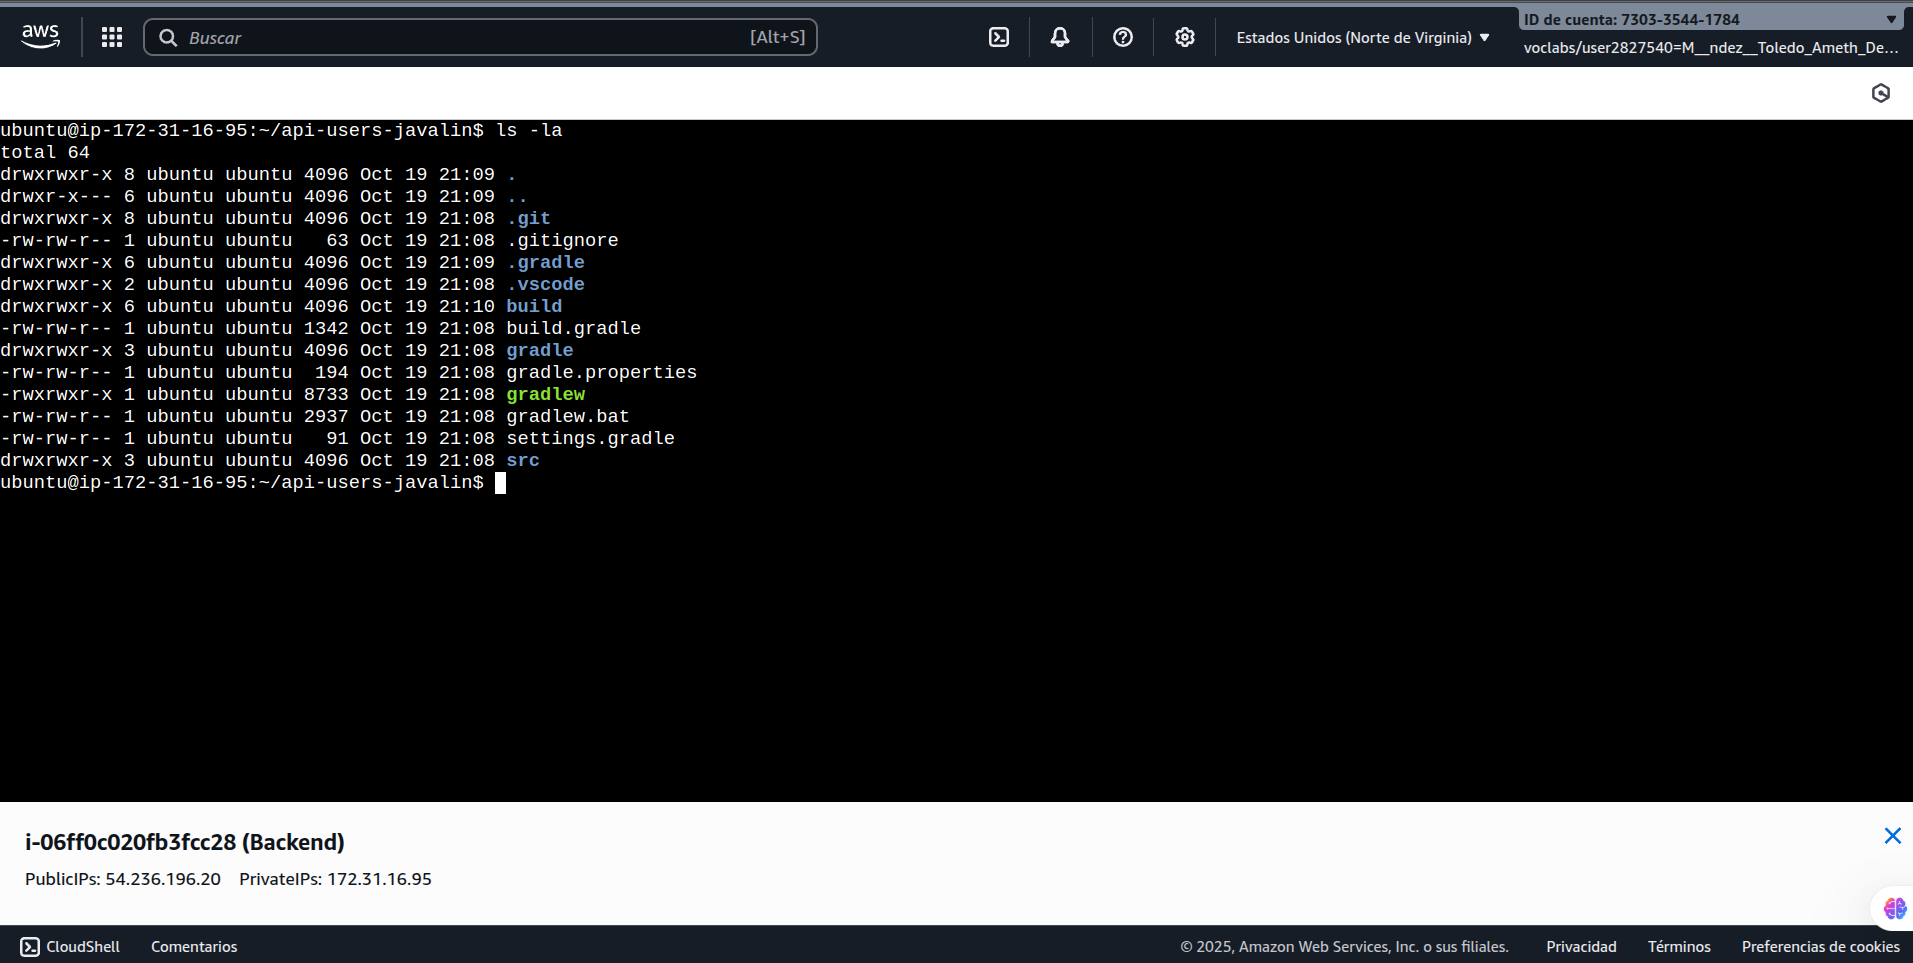 aws
Buscar
[Alt+S]
Estados Unidos (Norte de Virginia)
ID de cuenta: 7303-3544-1784
voclabs/user2827540=M__ndez__Toledo_Ameth_De...
ubuntu@ip-172-31-16-95:~/api-users-javalin$ ls -la
total 64
drwxrwxr-x 8 ubuntu ubuntu 4096 Oct 19 21:09 .
drwxr-x--- 6 ubuntu ubuntu 4096 Oct 19 21:09 ..
drwxrwxr-x 8 ubuntu ubuntu 4096 Oct 19 21:08 .git
-rw-rw-r-- 1 ubuntu ubuntu   63 Oct 19 21:08 .gitignore
drwxrwxr-x 6 ubuntu ubuntu 4096 Oct 19 21:09 .gradle
drwxrwxr-x 2 ubuntu ubuntu 4096 Oct 19 21:08 .vscode
drwxrwxr-x 6 ubuntu ubuntu 4096 Oct 19 21:10 build
-rw-rw-r-- 1 ubuntu ubuntu 1342 Oct 19 21:08 build.gradle
drwxrwxr-x 3 ubuntu ubuntu 4096 Oct 19 21:08 gradle
-rw-rw-r-- 1 ubuntu ubuntu  194 Oct 19 21:08 gradle.properties
-rwxrwxr-x 1 ubuntu ubuntu 8733 Oct 19 21:08 gradlew
-rw-rw-r-- 1 ubuntu ubuntu 2937 Oct 19 21:08 gradlew.bat
-rw-rw-r-- 1 ubuntu ubuntu   91 Oct 19 21:08 settings.gradle
drwxrwxr-x 3 ubuntu ubuntu 4096 Oct 19 21:08 src
ubuntu@ip-172-31-16-95:~/api-users-javalin$
i-06ff0c020fb3fcc28 (Backend)
PublicIPs: 54.236.196.20 PrivateIPs: 172.31.16.95
CloudShell
Comentarios
© 2025, Amazon Web Services, Inc. o sus filiales.
Privacidad
Términos
Preferencias de cookies